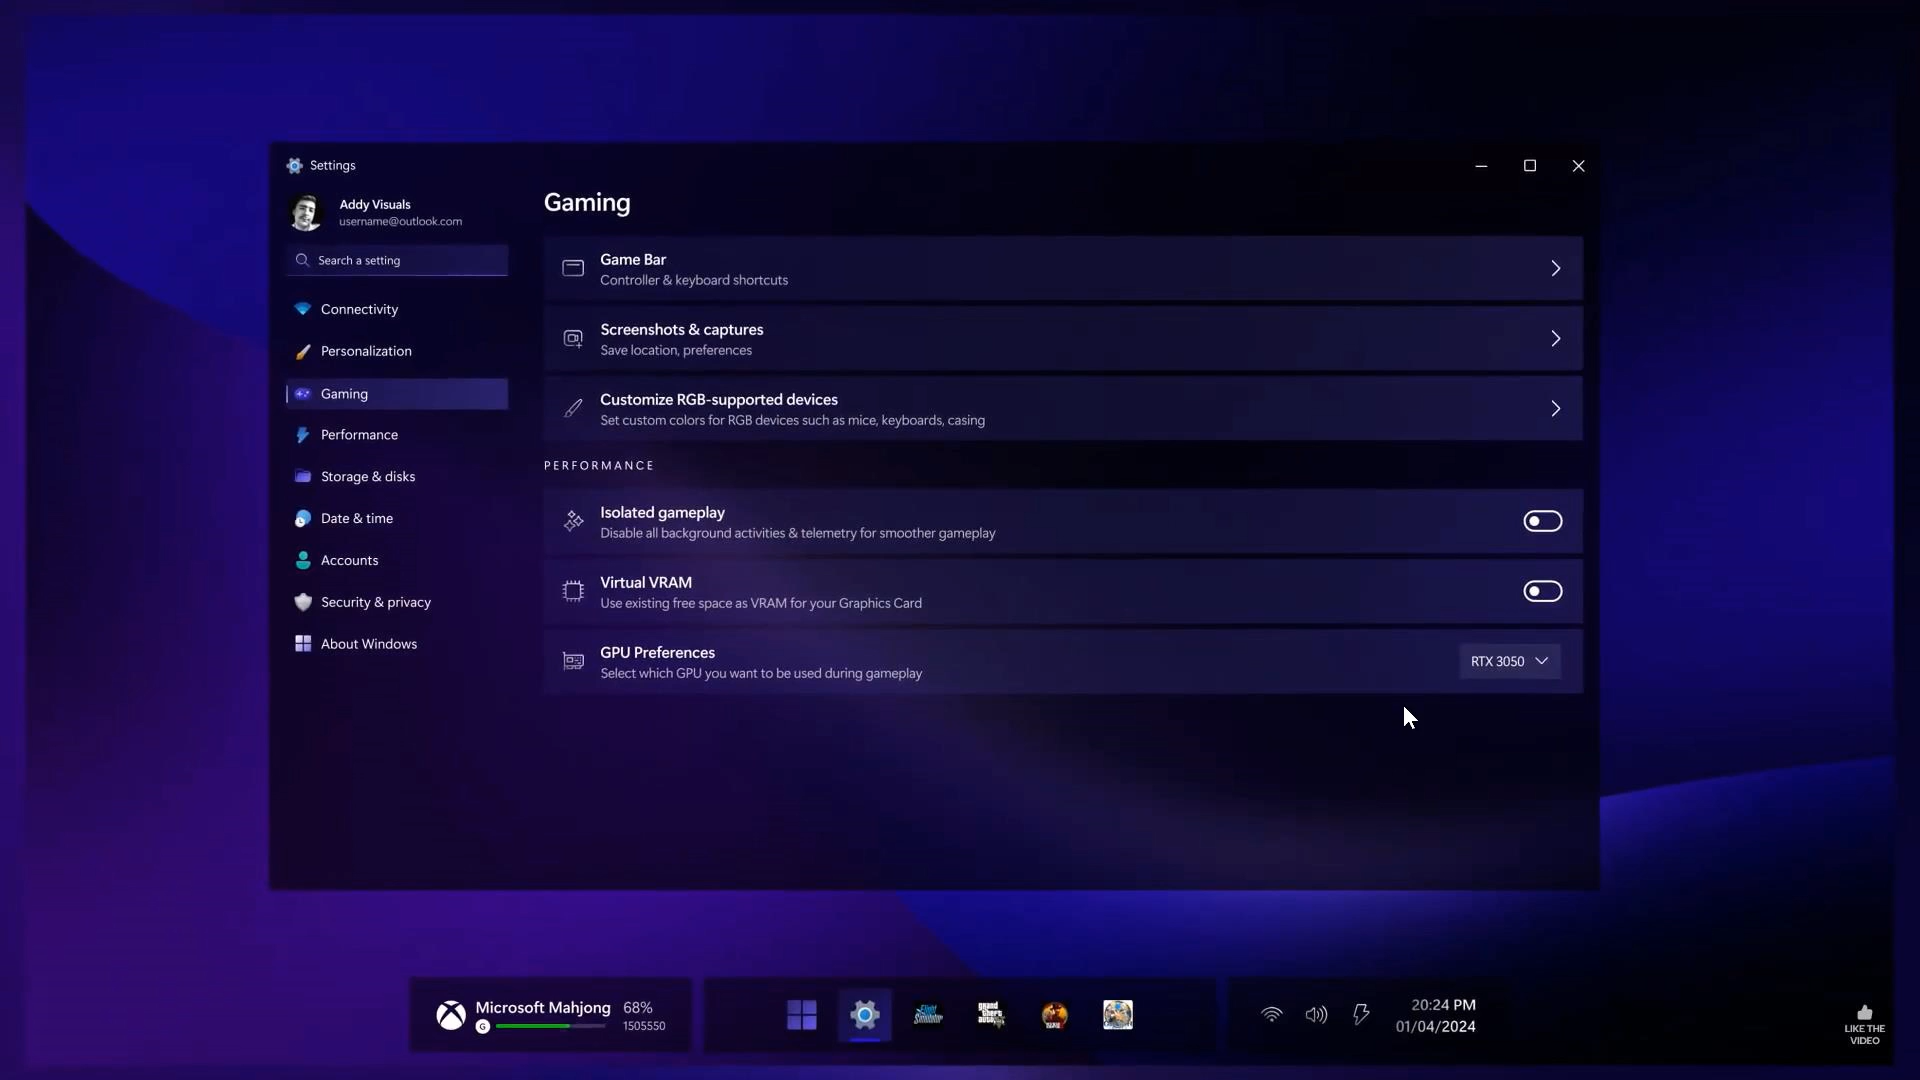 Settings
Addy Visuals
username@outlook.com
Search a setting
Connectivity
Personalization
Gaming
Performance
Storage & disks
Date & time
Accounts
Security & privacy
About Windows
Gaming
Game Bar
Controller & keyboard shortcuts
Screenshots & captures
Save location, preferences
Customize RGB-supported devices
Set custom colors for RGB devices such as mice, keyboards, casing
PERFORMANCE
Isolated gameplay
Disable all background activities & telemetry for smoother gameplay
Virtual VRAM
Use existing free space as VRAM for your Graphics Card
GPU Preferences
Select which GPU you want to be used during gameplay
RTX 3050
Microsoft Mahjong
68%
G
1505550
Flight
Simulator
grand
theft
auto
V
20:24 PM
01/04/2024
LIKE THE
VIDEO